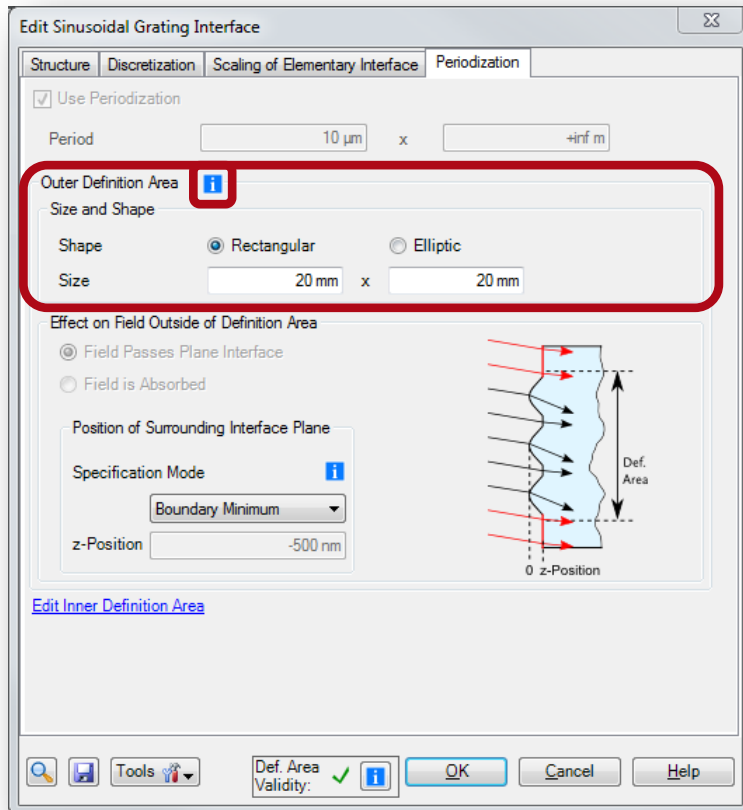 Edit Sinusoidal Grating Interface
Structure Discretization Scaling of Elementary Interface Periodization
Use Periodization
Period 10 µm x +inf m
Outer Definition Area i
Size and Shape
Shape Rectangular Elliptic
Size 20 mm x 20 mm
Effect on Field Outside of Definition Area
Field Passes Plane Interface
Field is Absorbed
Position of Surrounding Interface Plane
Specification Mode i
Boundary Minimum
z-Position -500 nm
Def.
Area
0 z-Position
Edit Inner Definition Area
Tools
Def. Area
Validity: i
OK Cancel Help